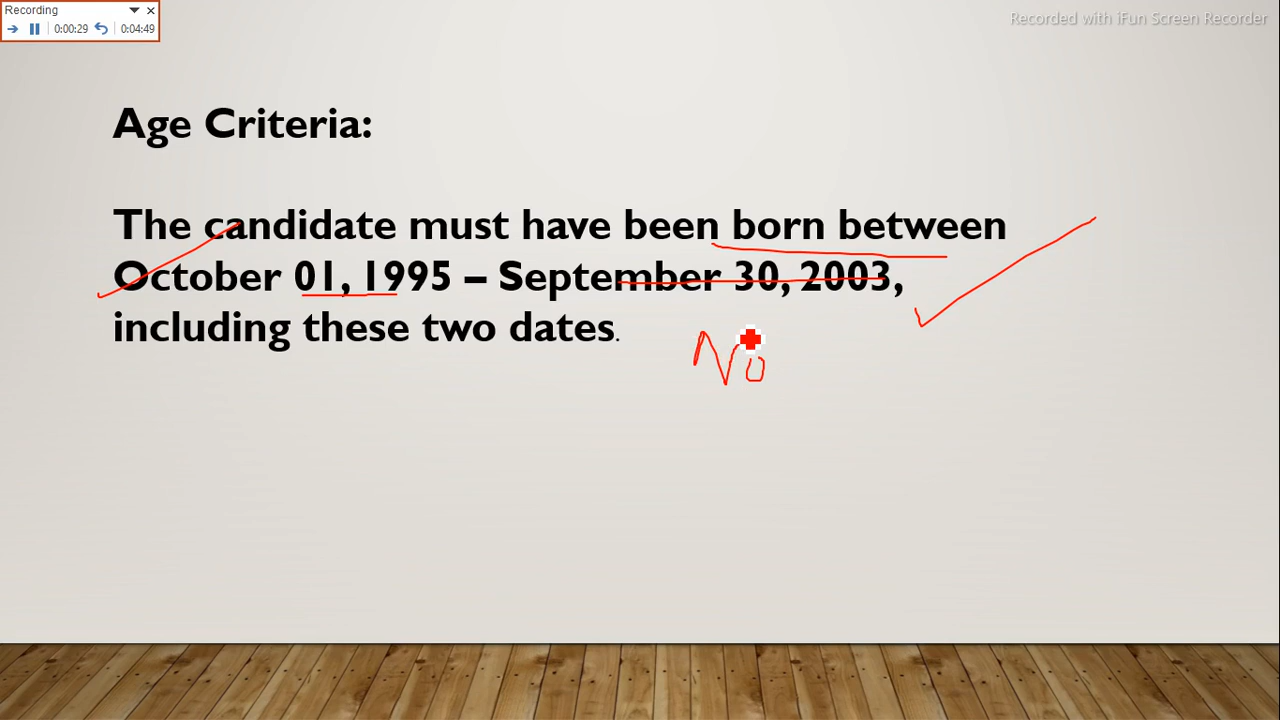 Recording
0:00:29 0:04:49
Recorded with iFun Screen Recorder
Age Criteria:
The candidate must have been born between
October 01, 1995 – September 30, 2003,
including these two dates.
No